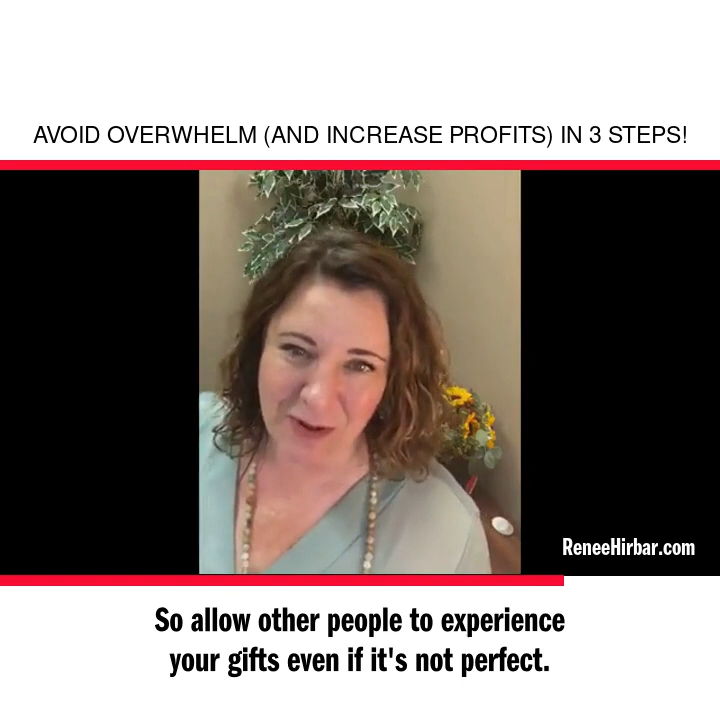 AVOID OVERWHELM (AND INCREASE PROFITS) IN 3 STEPS!
ReneeHirbar.com
So allow other people to experience
your gifts even if it's not perfect.